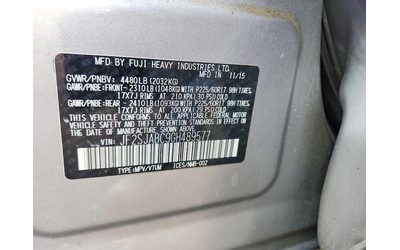 MFD. BY FUJI HEAVY INDUSTRIES LTD.
11/15
GVWR/PNBV: 4480LB(2032KG)
GAWR/PNBE:FRONT - 2310LB(1048KG)WITH P225/60R17 98H TIRES
17X7J RIMS AT 210 KPA(30 PSI)COLD
GAWR/PNBE:REAR - 2410LB(1093KG)WITH P225/60R17 98H TIRES
17X7J RIMS AT 200 KPA(29 PSI)COLD
THIS VEHICLE CONFORMS TO ALL APPLICABLE
FEDERAL MOTOR VEHICLE SAFETY AND
THEFT PREVENTION STANDARDS IN EFFECT ON
THE DATE OF MANUFACTURE SHOWN ABOVE.
JF2SJABC9GH489577
TYPE:MPV/VTUM ICES/NMB-002